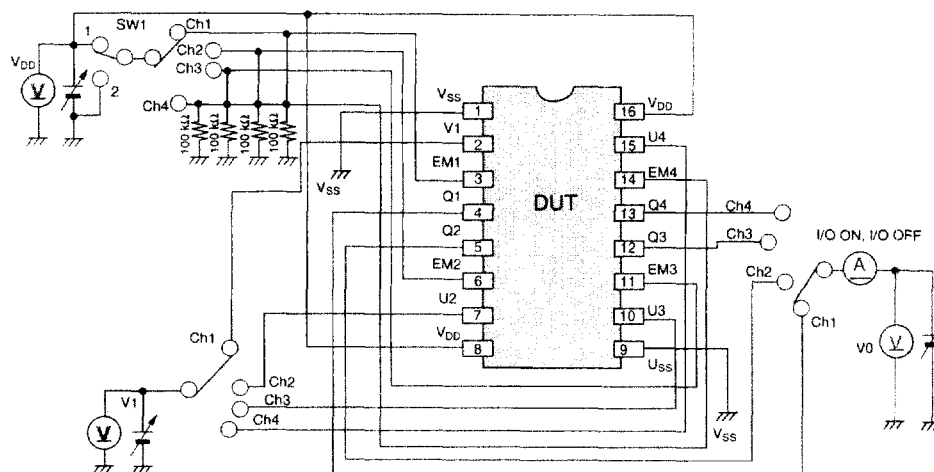 SW1
Ch1
1
Ch2
VDD
V
Ch3
2
Ch4
100 kΩ
100 kΩ
100 kΩ
100 kΩ
VSS
VSS
1
16
VDD
V1
2
15
U4
EM1
3
14
EM4
Q1
4
DUT
13
Q4
Ch4
Q2
5
12
Q3
Ch3
I/O ON, I/O OFF
EM2
6
11
EM3
Ch2
A
U2
7
10
U3
Ch1
VDD
8
9
USS
V0
V
Ch1
Ch2
V1
Ch3
Ch4
V
VSS